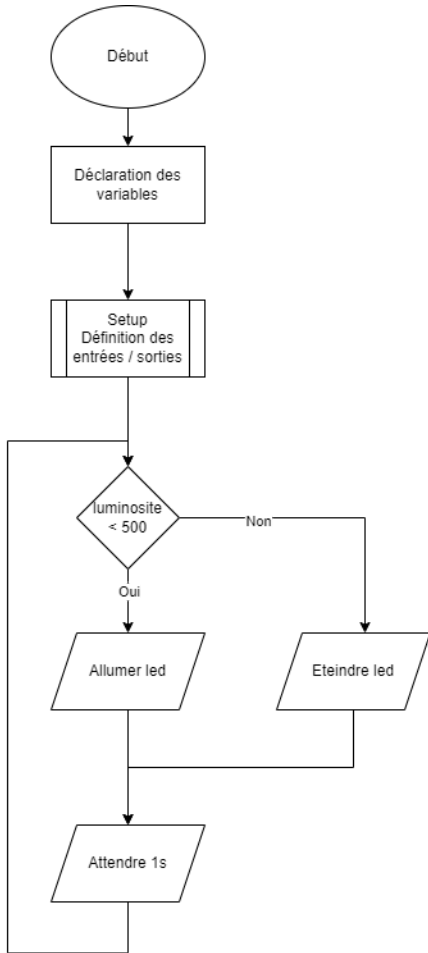 Début
Déclaration des
variables
Setup
Définition des
entrées / sorties
luminosite
< 500
Non
Oui
Allumer led
Eteindre led
Attendre 1s